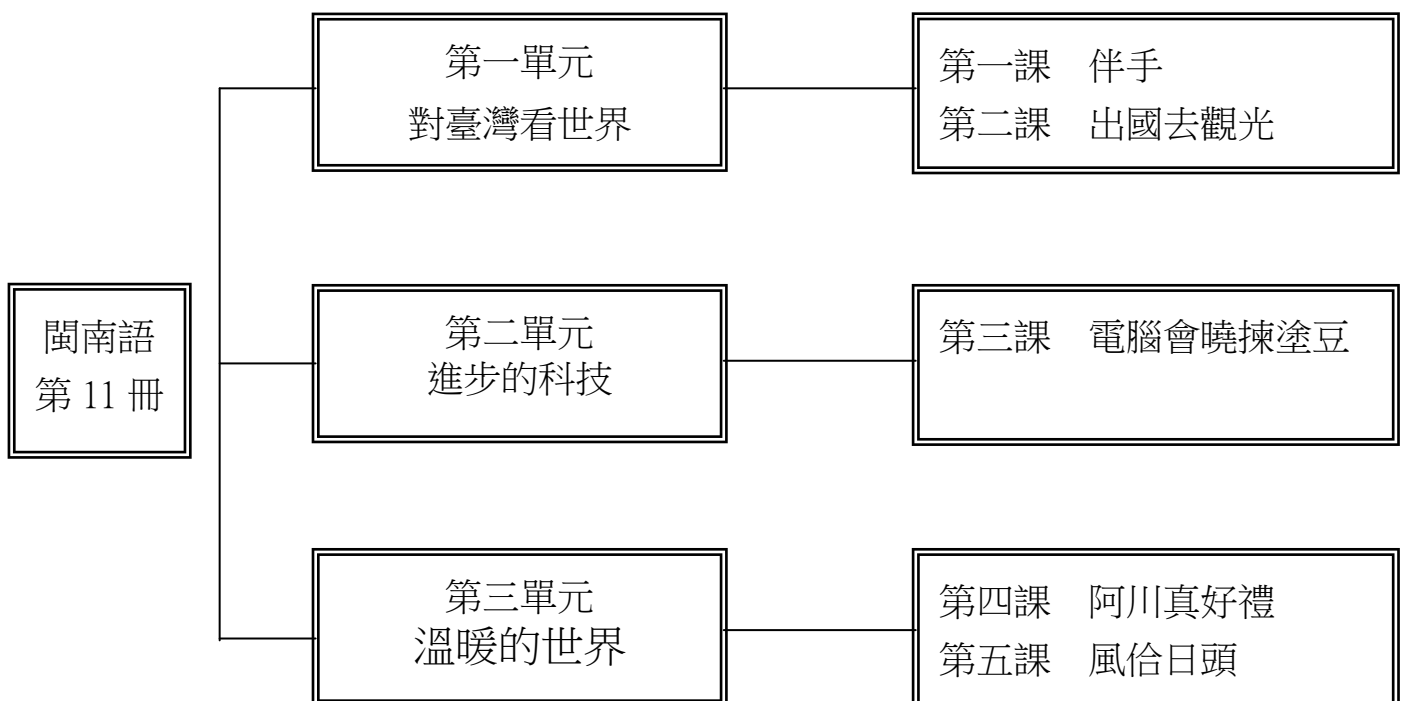 閩南語
第 11 冊
第一單元
對臺灣看世界
第一課　伴手
第二課　出國去觀光
第二單元
進步的科技
第三課　電腦會曉揀塗豆
第三單元
溫暖的世界
第四課　阿川真好禮
第五課　風佮日頭